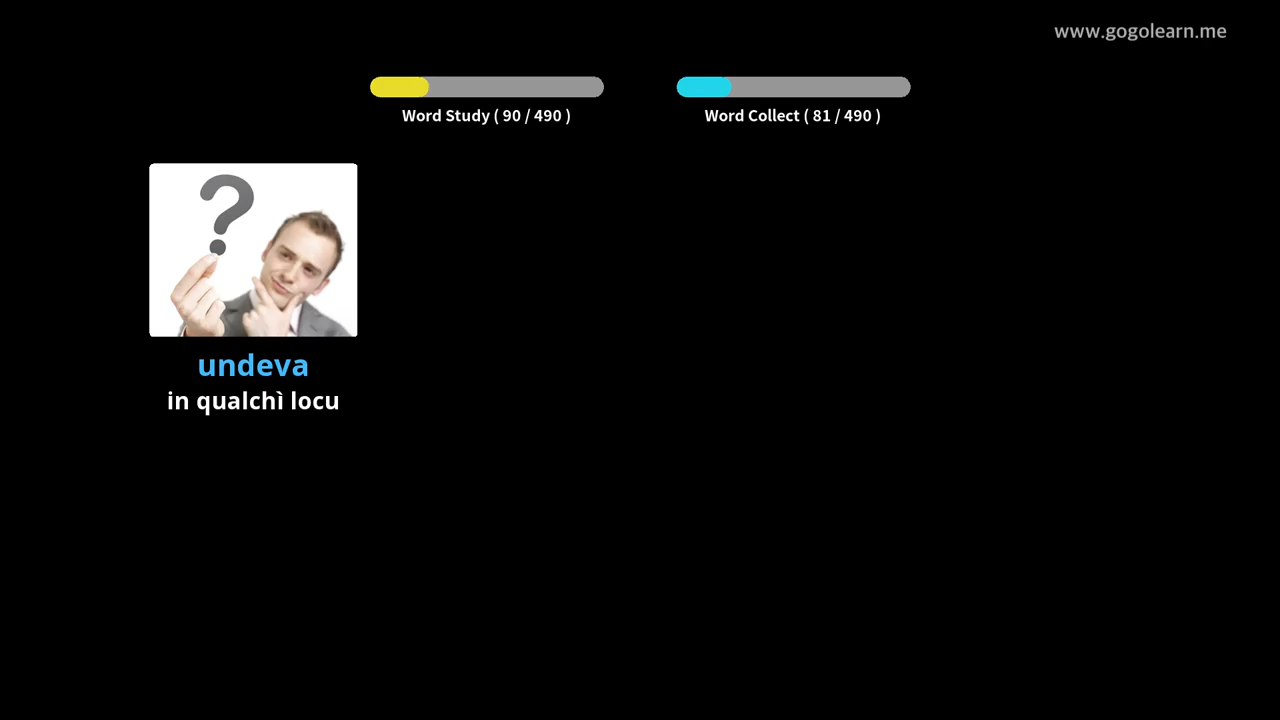 www.gogolearn.me
Word Study ( 90 / 490 )
Word Collect ( 81 / 490 )
?
undeva
in qualchì locu